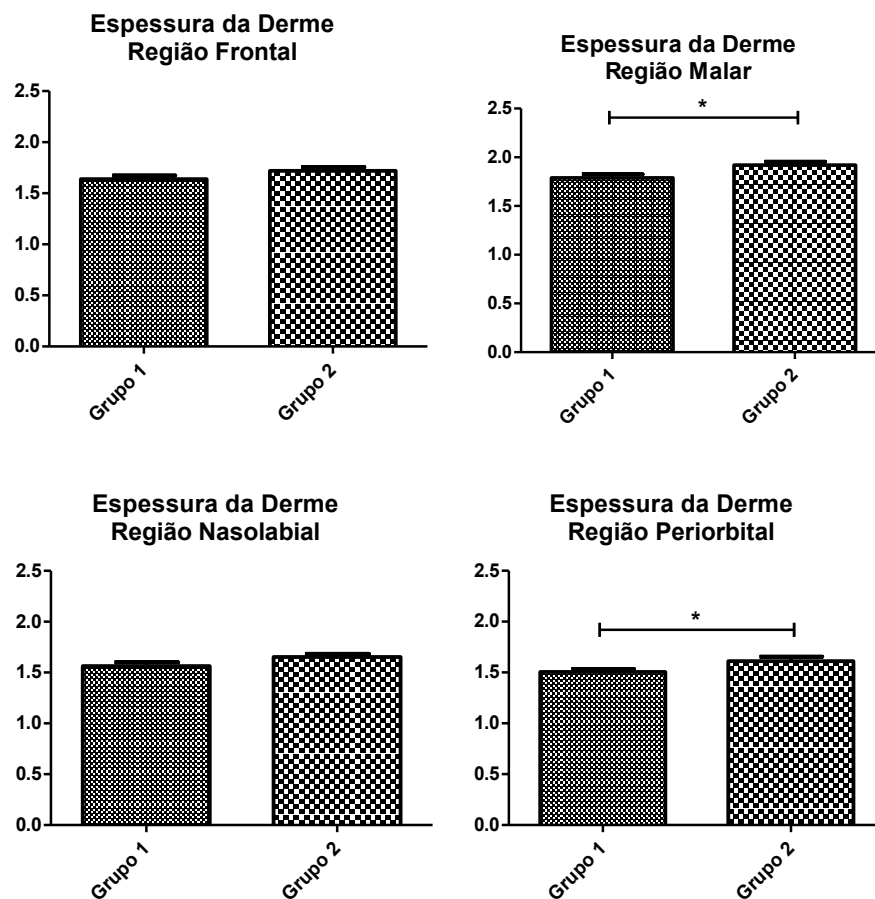 Espessura da Derme
Região Frontal
2.5
2.0
1.5
1.0
0.5
0.0
Grupo 1
Grupo 2
Espessura da Derme
Região Malar
2.5
*
2.0
1.5
1.0
0.5
0.0
Grupo 1
Grupo 2
Espessura da Derme
Região Nasolabial
2.5
2.0
1.5
1.0
0.5
0.0
Grupo 1
Grupo 2
Espessura da Derme
Região Periorbital
2.5
2.0
*
1.5
1.0
0.5
0.0
Grupo 1
Grupo 2